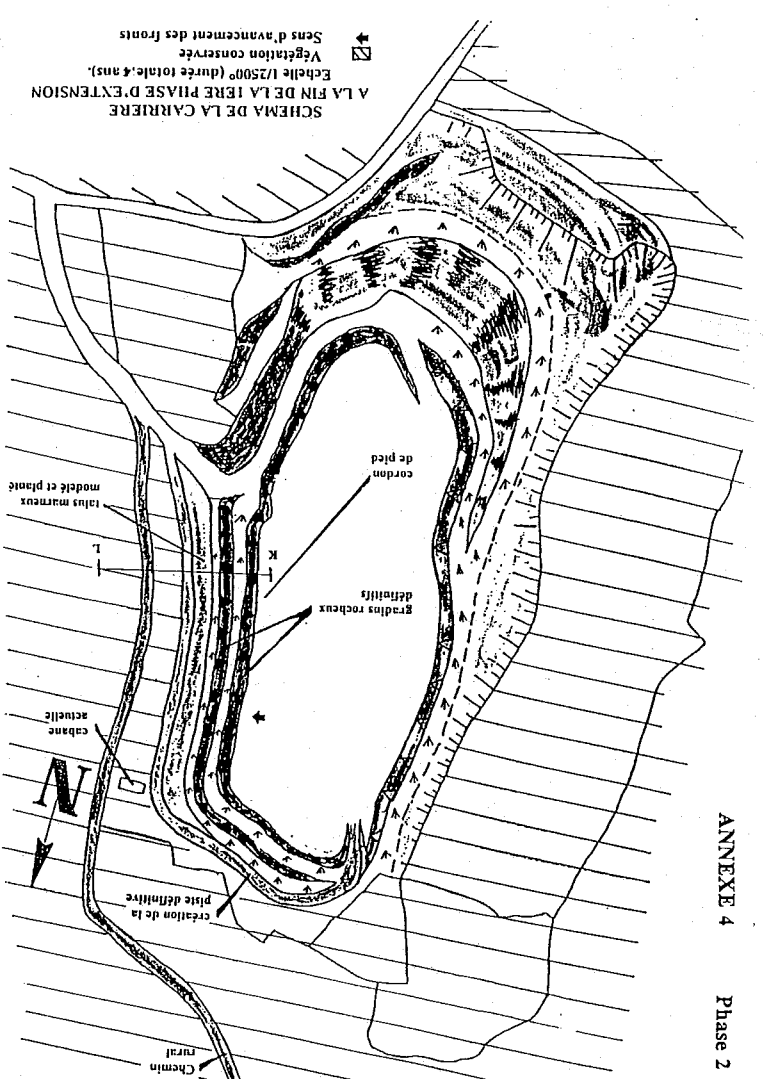 ANNEXE 4 Phase 2
SCHEMA DE LA CARRIERE
A LA FIN DE LA 1ERE PHASE D'EXTENSION
Echelle 1/2500° (durée totale:4 ans).
Végétation conservée
Sens d'avancement des fronts
Chemin
rural
création de la
piste définitive
N
cabane
actuelle
gradins rocheux
définitifs
K
L
talus marneux
modelé et planté
cordon
de pied